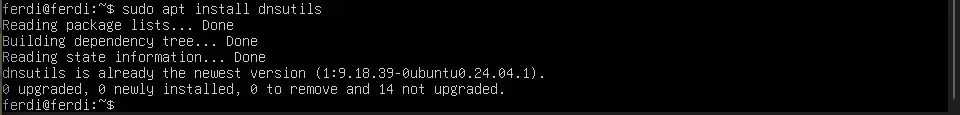 ferdi@ferdi:~$ sudo apt install dnsutils
Reading package lists... Done
Building dependency tree... Done
Reading state information... Done
dnsutils is already the newest version (1:9.18.39-0ubuntu0.24.04.1).
0 upgraded, 0 newly installed, 0 to remove and 14 not upgraded.
ferdi@ferdi:~$